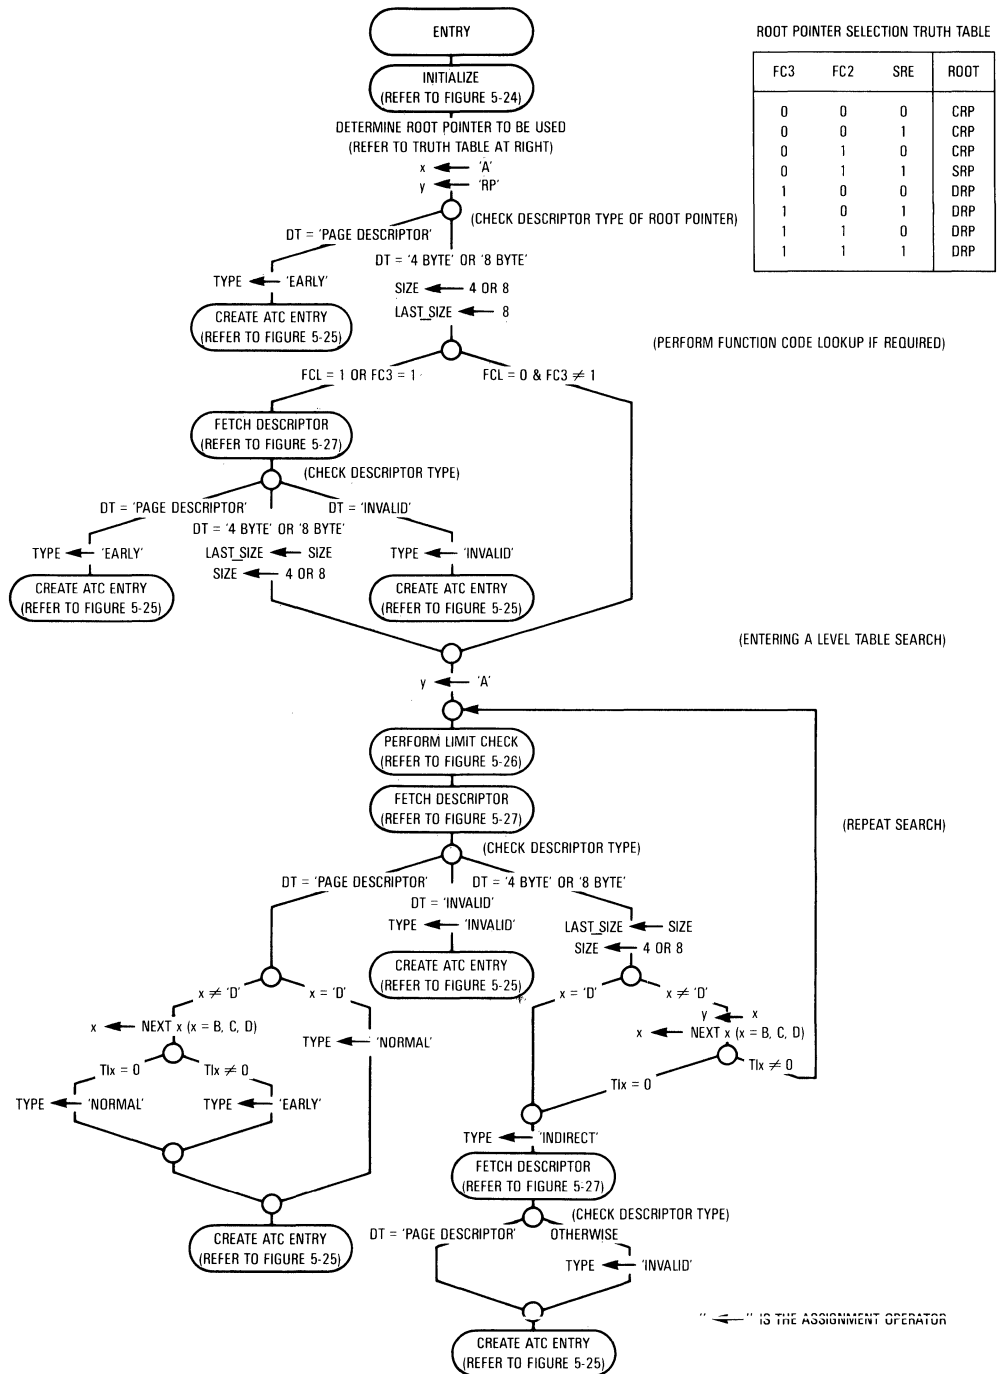 ENTRY
ROOT POINTER SELECTION TRUTH TABLE
FC3 FC2 SRE ROOT
0 0 0 CRP
0 0 1 CRP
0 1 0 CRP
0 1 1 SRP
1 0 0 DRP
1 0 1 DRP
1 1 0 DRP
1 1 1 DRP
INITIALIZE
(REFER TO FIGURE 5-24)
DETERMINE ROOT POINTER TO BE USED
(REFER TO TRUTH TABLE AT RIGHT)
x ← 'A'
y ← 'RP'
(CHECK DESCRIPTOR TYPE OF ROOT POINTER)
DT = 'PAGE DESCRIPTOR'
DT = '4 BYTE' OR '8 BYTE'
TYPE ← 'EARLY'
SIZE ← 4 OR 8
LAST_SIZE ← 8
CREATE ATC ENTRY
(REFER TO FIGURE 5-25)
(PERFORM FUNCTION CODE LOOKUP IF REQUIRED)
FCL = 1 OR FC3 = 1
FCL = 0 & FC3 ≠ 1
FETCH DESCRIPTOR
(REFER TO FIGURE 5-27)
(CHECK DESCRIPTOR TYPE)
DT = 'PAGE DESCRIPTOR'
DT = 'INVALID'
DT = '4 BYTE' OR '8 BYTE'
TYPE ← 'EARLY'
LAST_SIZE ← SIZE
TYPE ← 'INVALID'
SIZE ← 4 OR 8
CREATE ATC ENTRY
(REFER TO FIGURE 5-25)
CREATE ATC ENTRY
(REFER TO FIGURE 5-25)
(ENTERING A LEVEL TABLE SEARCH)
y ← 'A'
PERFORM LIMIT CHECK
(REFER TO FIGURE 5-26)
FETCH DESCRIPTOR
(REFER TO FIGURE 5-27)
(REPEAT SEARCH)
(CHECK DESCRIPTOR TYPE)
DT = 'PAGE DESCRIPTOR'
DT = '4 BYTE' OR '8 BYTE'
DT = 'INVALID'
TYPE ← 'INVALID'
LAST_SIZE ← SIZE
SIZE ← 4 OR 8
CREATE ATC ENTRY
(REFER TO FIGURE 5-25)
x ≠ 'D'
x = 'D'
x = 'D'
x ≠ 'D'
y ← x
x ← NEXT x (x = B, C, D)
x ← NEXT x (x = B, C, D)
TYPE ← 'NORMAL'
TIx = 0
TIx ≠ 0
TIx ≠ 0
TIx = 0
TYPE ← 'NORMAL'
TYPE ← 'EARLY'
TYPE ← 'INDIRECT'
FETCH DESCRIPTOR
(REFER TO FIGURE 5-27)
(CHECK DESCRIPTOR TYPE)
DT = 'PAGE DESCRIPTOR'
OTHERWISE
CREATE ATC ENTRY
(REFER TO FIGURE 5-25)
TYPE ← 'INVALID'
"←" IS THE ASSIGNMENT OPERATOR
CREATE ATC ENTRY
(REFER TO FIGURE 5-25)